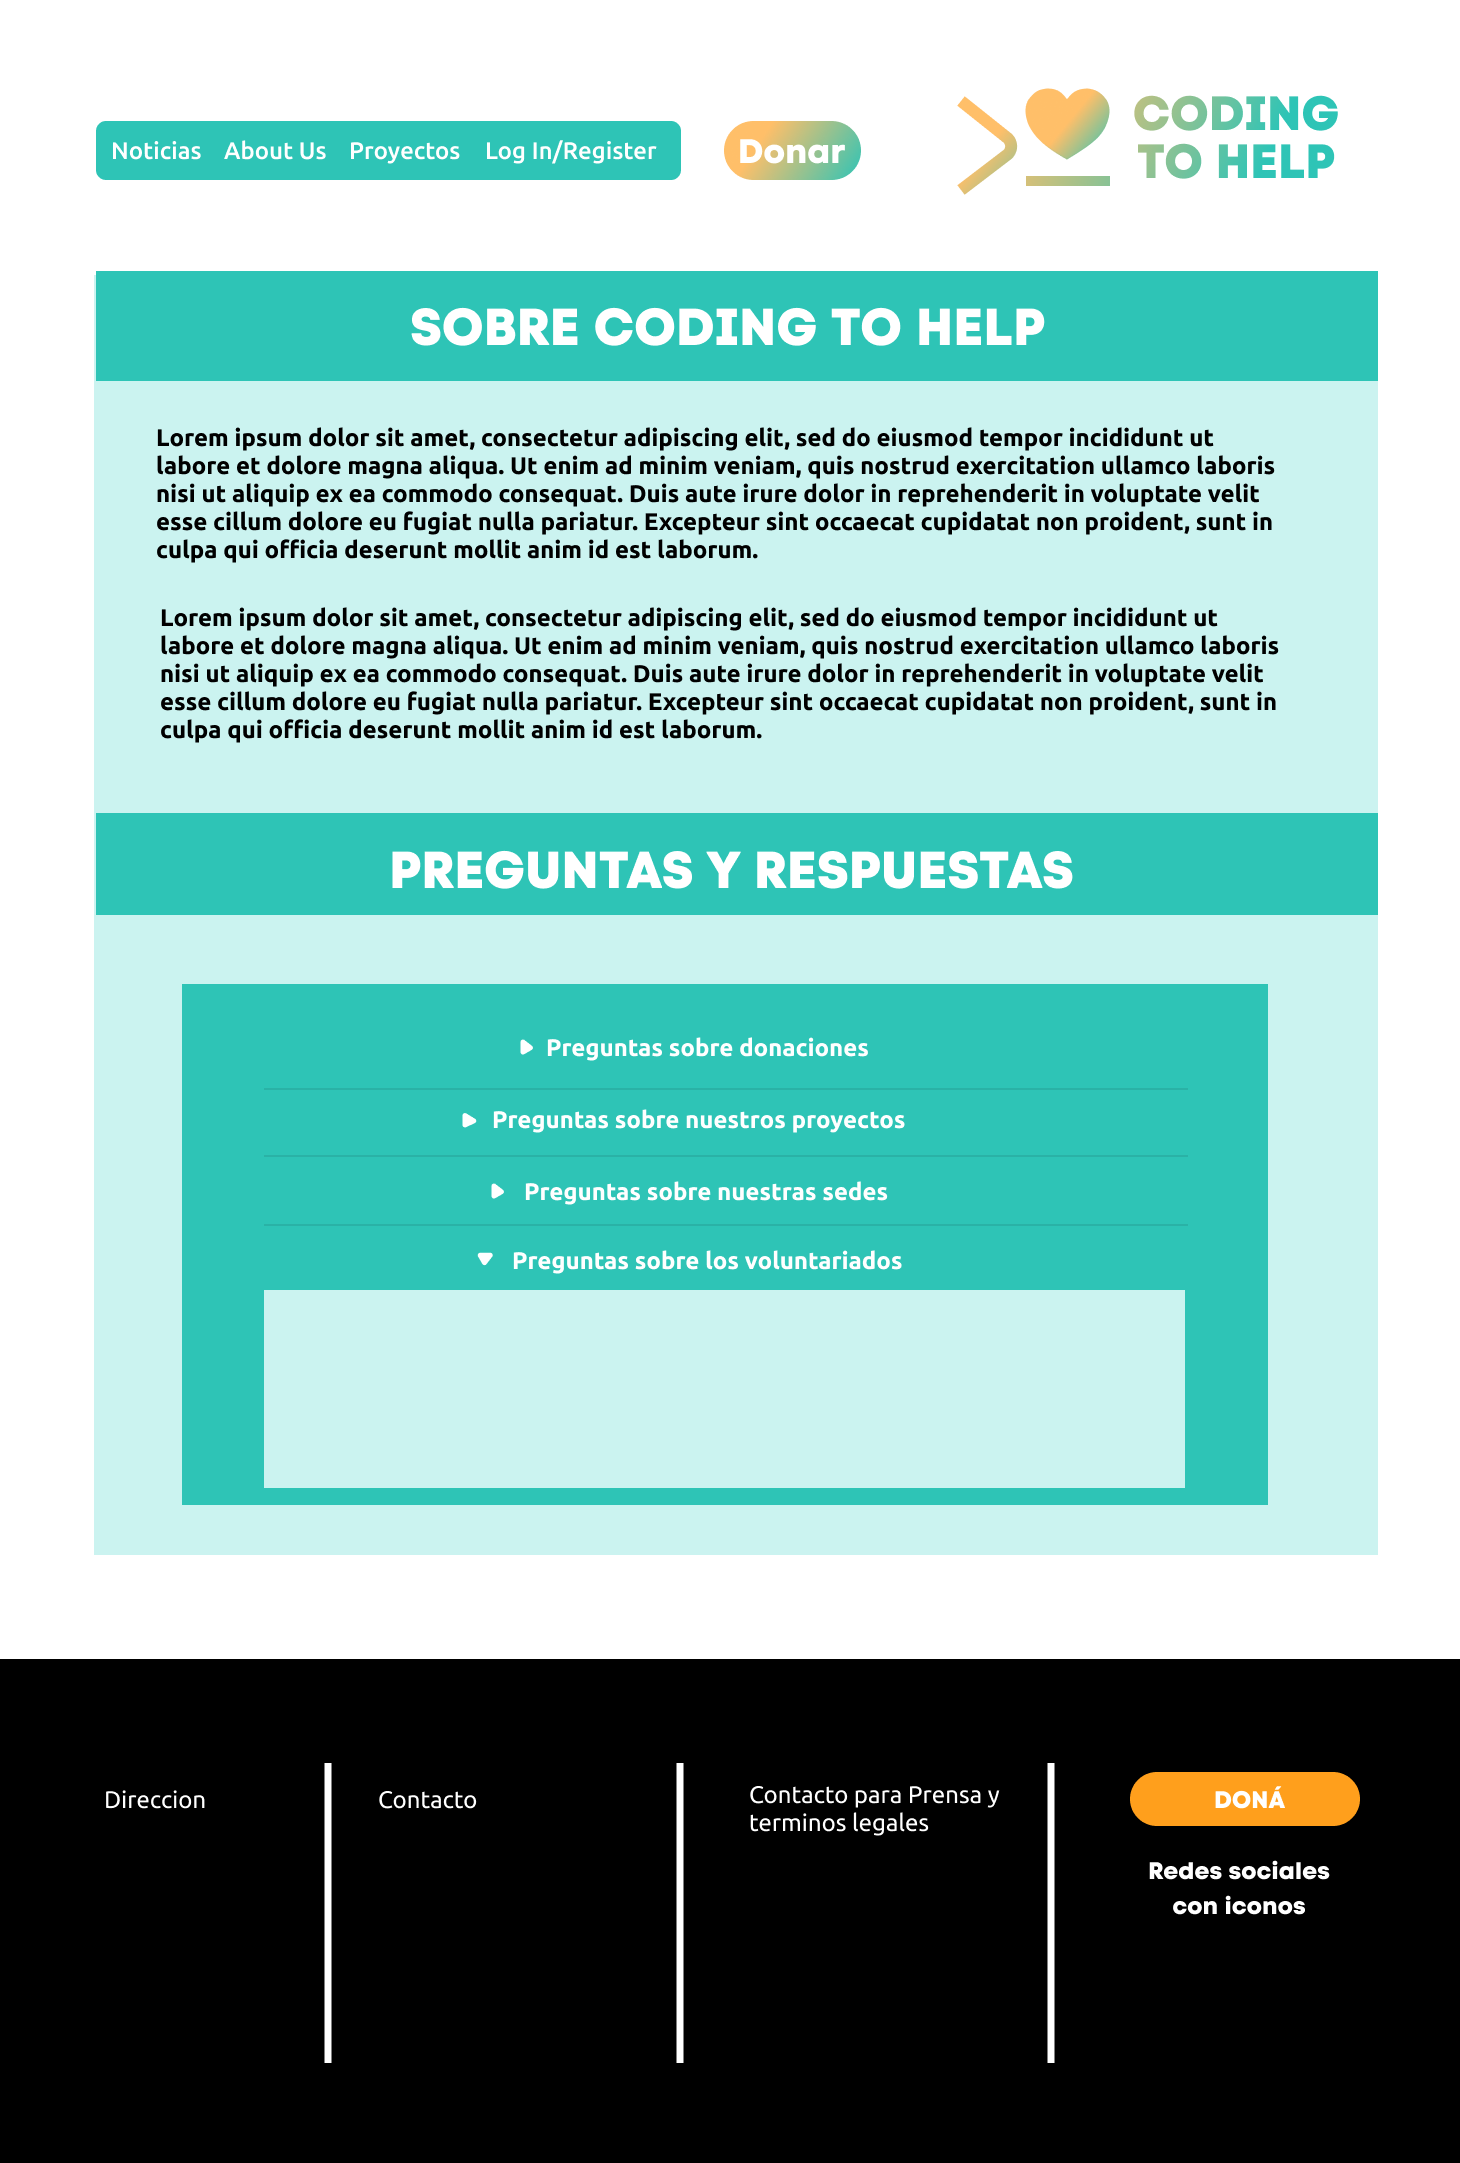 Noticias About Us Proyectos Log In/Register Donar
CODING
TO HELP
SOBRE CODING TO HELP
Lorem ipsum dolor sit amet, consectetur adipiscing elit, sed do eiusmod tempor incididunt ut
labore et dolore magna aliqua. Ut enim ad minim veniam, quis nostrud exercitation ullamco laboris
nisi ut aliquip ex ea commodo consequat. Duis aute irure dolor in reprehenderit in voluptate velit
esse cillum dolore eu fugiat nulla pariatur. Excepteur sint occaecat cupidatat non proident, sunt in
culpa qui officia deserunt mollit anim id est laborum.
Lorem ipsum dolor sit amet, consectetur adipiscing elit, sed do eiusmod tempor incididunt ut
labore et dolore magna aliqua. Ut enim ad minim veniam, quis nostrud exercitation ullamco laboris
nisi ut aliquip ex ea commodo consequat. Duis aute irure dolor in reprehenderit in voluptate velit
esse cillum dolore eu fugiat nulla pariatur. Excepteur sint occaecat cupidatat non proident, sunt in
culpa qui officia deserunt mollit anim id est laborum.
PREGUNTAS Y RESPUESTAS
Preguntas sobre donaciones
Preguntas sobre nuestros proyectos
Preguntas sobre nuestras sedes
Preguntas sobre los voluntariados
Direccion
Contacto
Contacto para Prensa y
terminos legales
DONÁ
Redes sociales
con iconos